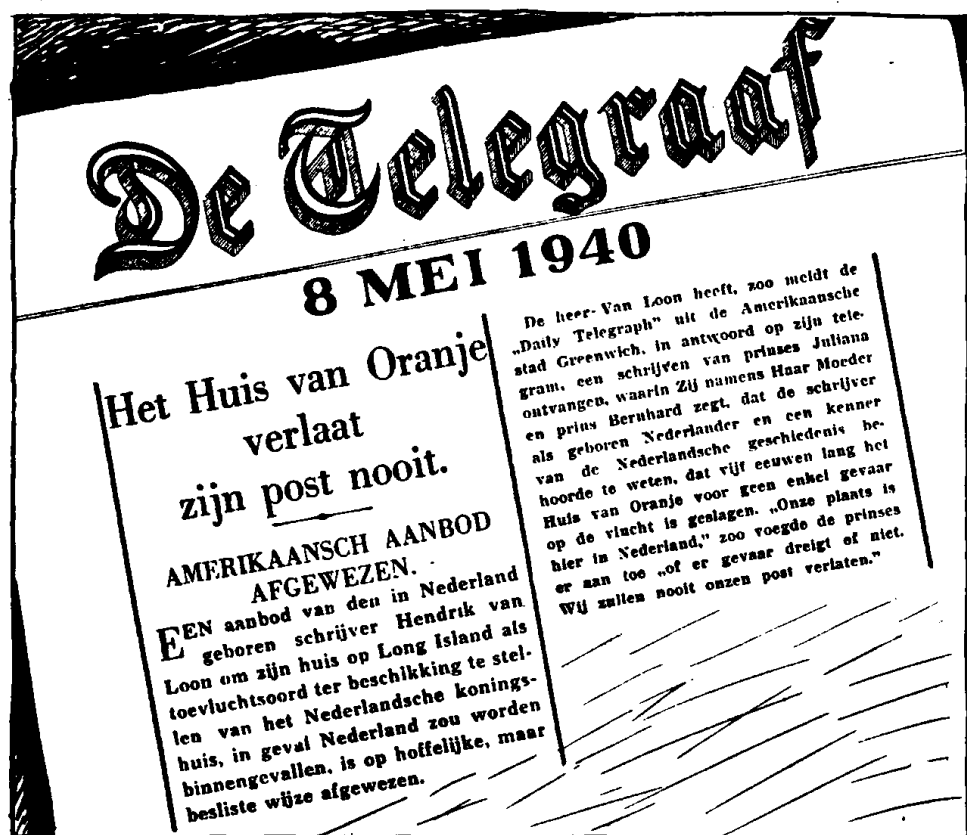 De Telegraaf
8 MEI 1940
Het Huis van Oranje
verlaat
zijn post nooit.
AMERIKAANSCH AANBOD
AFGEWEZEN.
EEN aanbod van den in Nederland
geboren schrijver Hendrik van
Loon om zijn huis op Long Island als
toevluchtsoord ter beschikking te stel-
len van het Nederlandsche konings-
huis, in geval Nederland zou worden
binnengevallen, is op hoffelijke, maar
besliste wijze afgewezen.
De heer Van Loon heeft, zoo meldt de
„Daily Telegraph" uit de Amerikaansche
stad Greenwich, in antwoord op zijn tele-
gram, een schrijven van prinses Juliana
ontvangen, waarin Zij namens Haar Moeder
en prins Bernhard zegt, dat de schrijver
als geboren Nederlander en een kenner
van de Nederlandsche geschiedenis be-
hoorde te weten, dat vijf eeuwen lang het
Huis van Oranje voor geen enkel gevaar
op de vlucht is geslagen. „Onze plaats is
hier in Nederland," zoo voegde de prinses
er aan toe „of er gevaar dreigt of niet.
Wij zullen nooit onzen post verlaten."